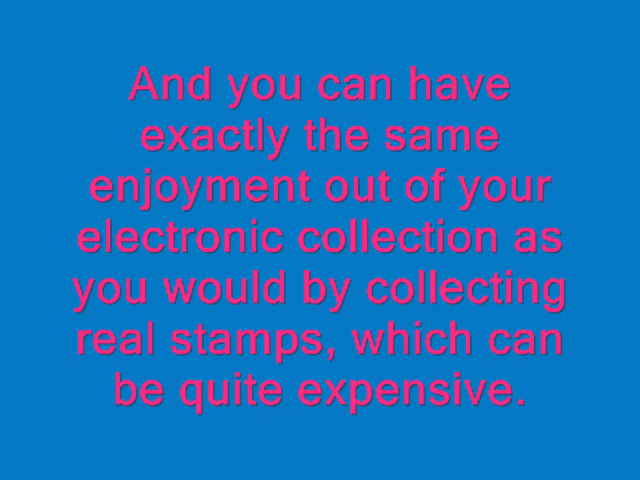 And you can have
exactly the same
enjoyment out of your
electronic collection as
you would by collecting
real stamps, which can
be quite expensive.